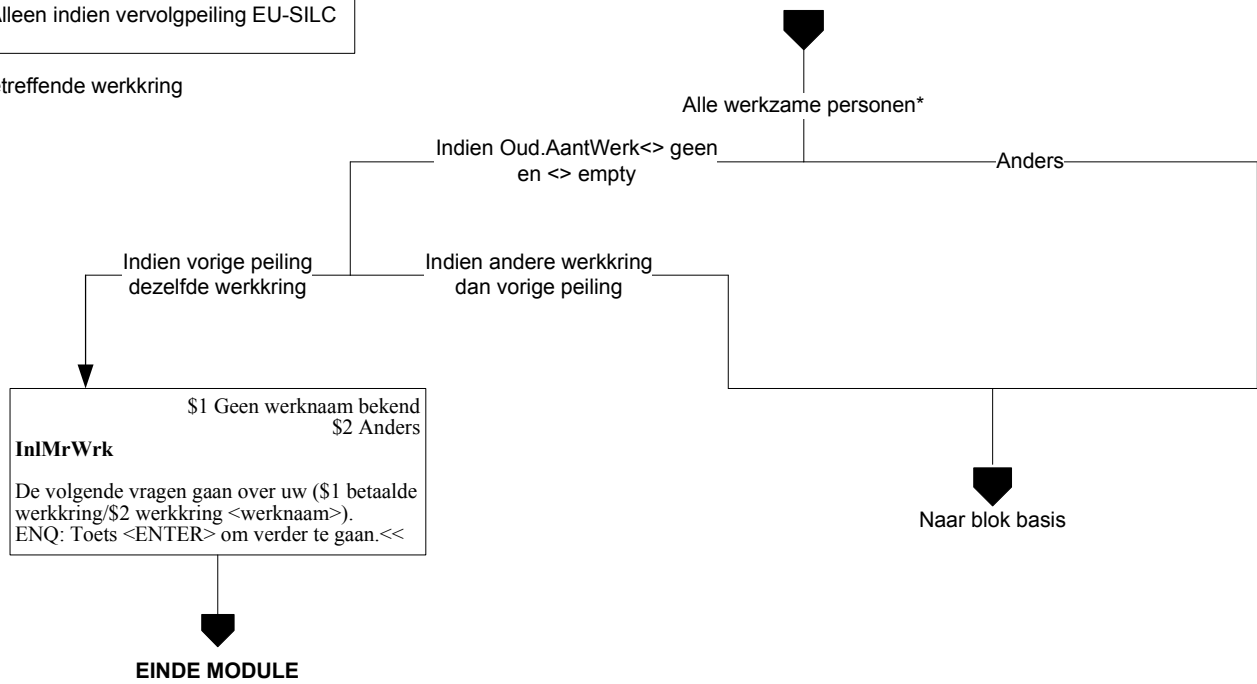 Alleen indien vervolgpeiling EU-SILC
etreffende werkkring
Alle werkzame personen*
Indien Oud.AantWerk<> geen
en <> empty
Anders
Indien vorige peiling
dezelfde werkkring
Indien andere werkkring
dan vorige peiling
$1 Geen werknaam bekend
$2 Anders
InlMrWrk
De volgende vragen gaan over uw ($1 betaalde
werkkring/$2 werkkring <werknaam>).
ENQ: Toets <ENTER> om verder te gaan.<<
Naar blok basis
EINDE MODULE